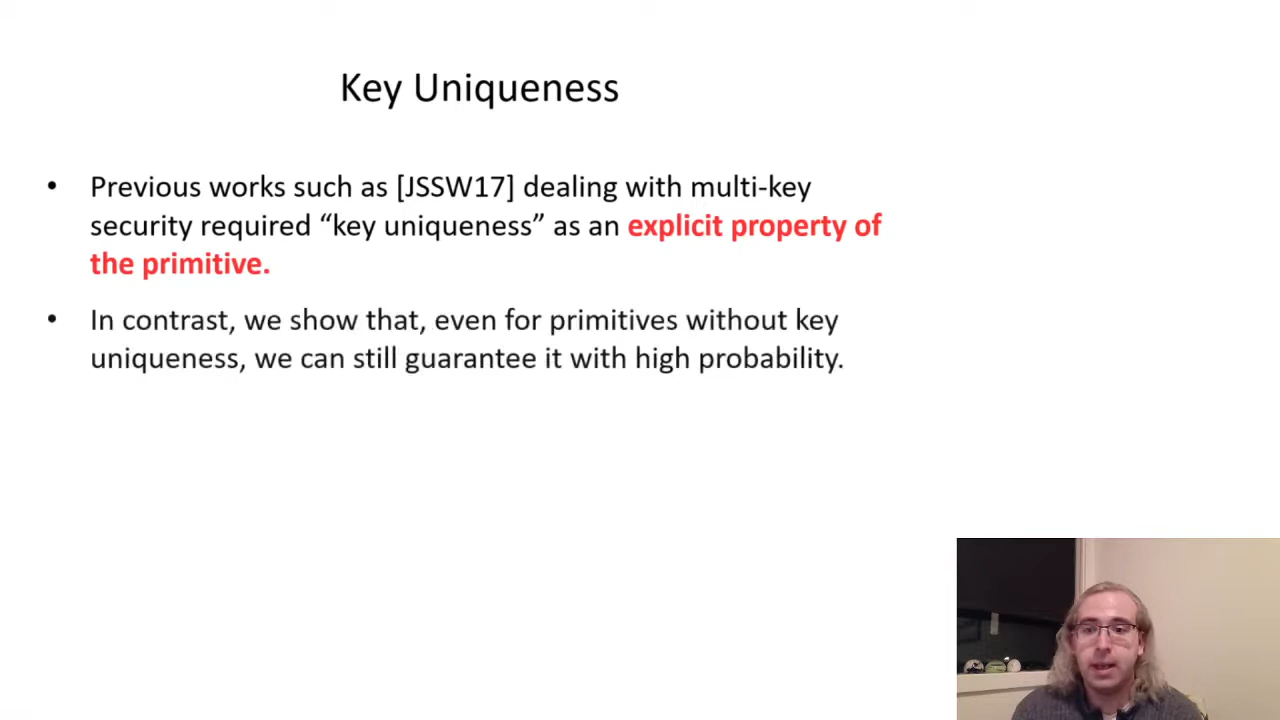 Key Uniqueness
• Previous works such as [JSSW17] dealing with multi-key
security required “key uniqueness” as an explicit property of
the primitive.
• In contrast, we show that, even for primitives without key
uniqueness, we can still guarantee it with high probability.